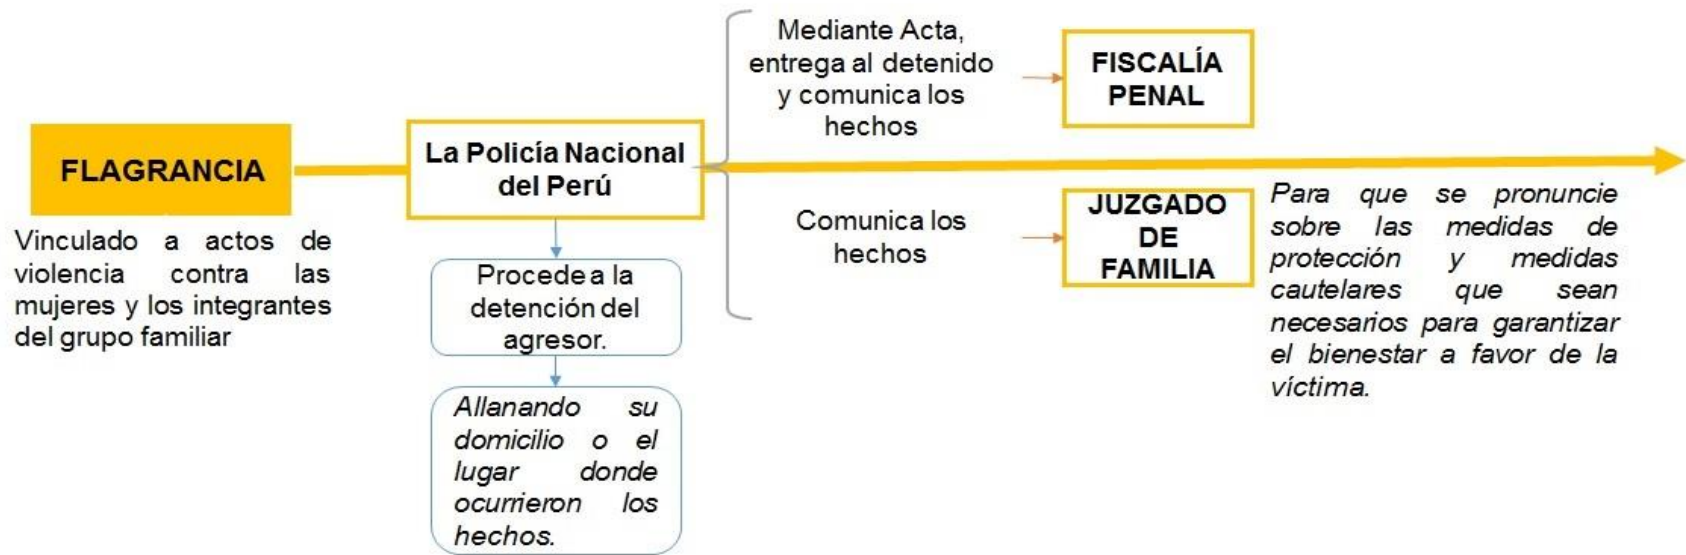 FLAGRANCIA
Vinculado a actos de
violencia contra las
mujeres y los integrantes
del grupo familiar
La Policía Nacional
del Perú
Procede a la
detención del
agresor.
Allanando su
domicilio o el
lugar donde
ocurrieron los
hechos.
Mediante Acta,
entrega al detenido
y comunica los
hechos
FISCALÍA
PENAL
Comunica los
hechos
JUZGADO
DE
FAMILIA
Para que se pronuncie
sobre las medidas de
protección y medidas
cautelares que sean
necesarios para garantizar
el bienestar a favor de la
víctima.